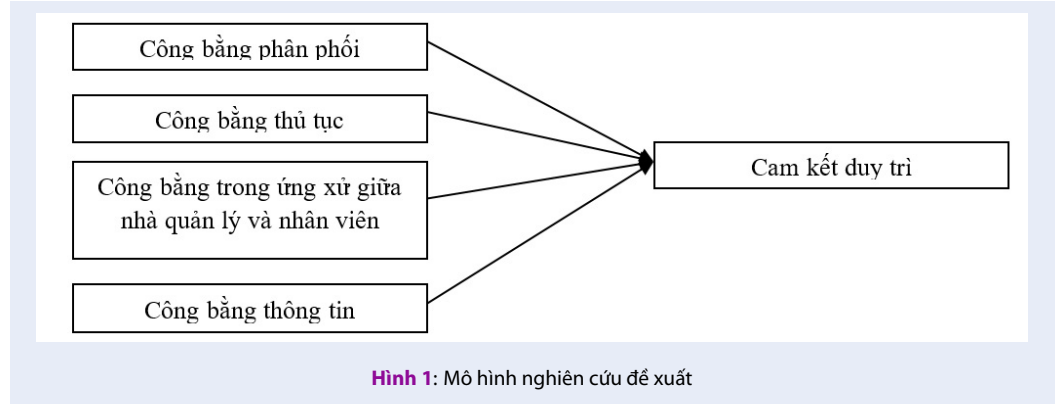 Công bằng phân phối
Công bằng thủ tục
Công bằng trong ứng xử giữa
nhà quản lý và nhân viên
Công bằng thông tin
Cam kết duy trì
Hình 1: Mô hình nghiên cứu đề xuất